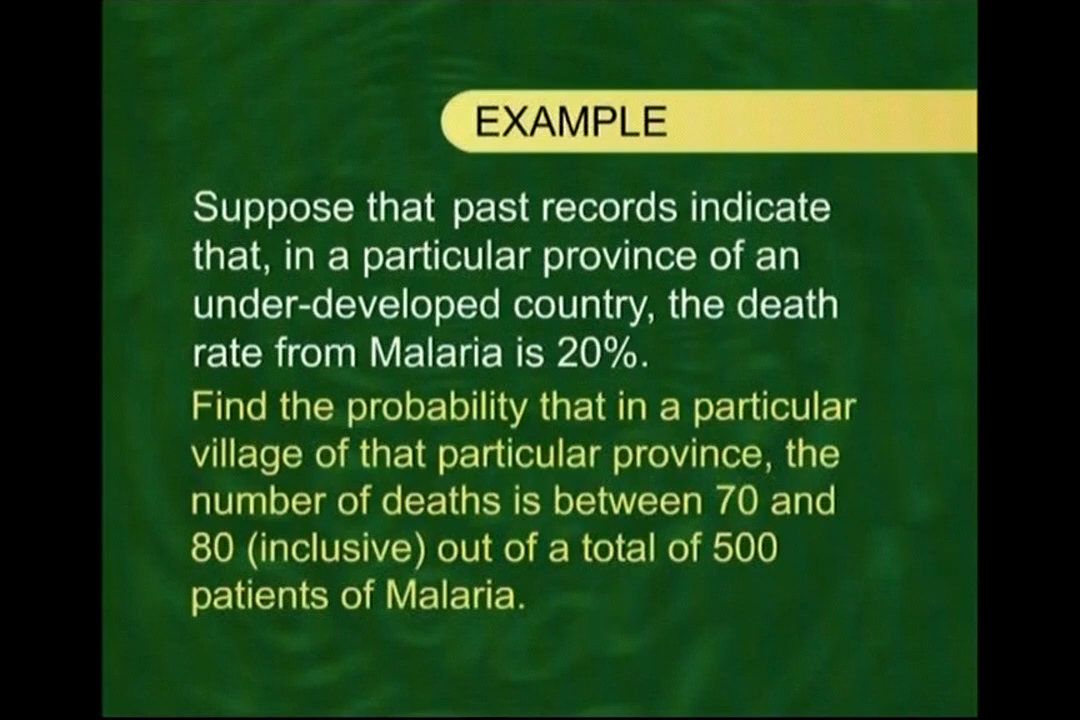 EXAMPLE
Suppose that past records indicate
that, in a particular province of an
under-developed country, the death
rate from Malaria is 20%.
Find the probability that in a particular
village of that particular province, the
number of deaths is between 70 and
80 (inclusive) out of a total of 500
patients of Malaria.